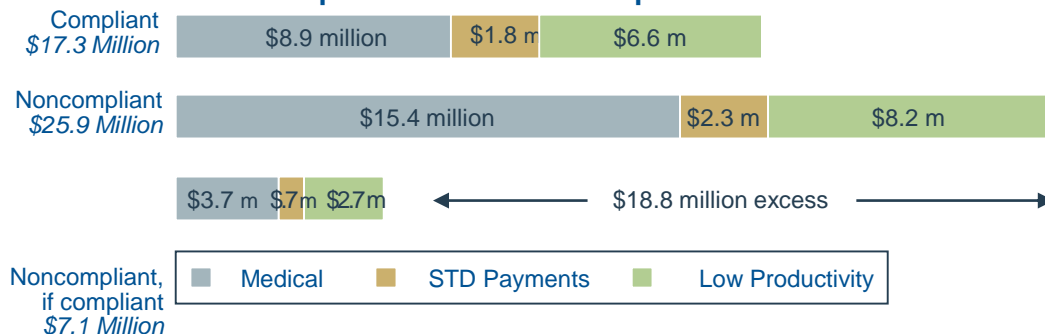 Compliant
$17.3 Million
$8.9 million $1.8 m $6.6 m
Noncompliant
$25.9 Million
$15.4 million $2.3 m $8.2 m
$3.7 m $.7m $2.7m $18.8 million excess
Noncompliant,
if compliant
$7.1 Million
Medical STD Payments Low Productivity